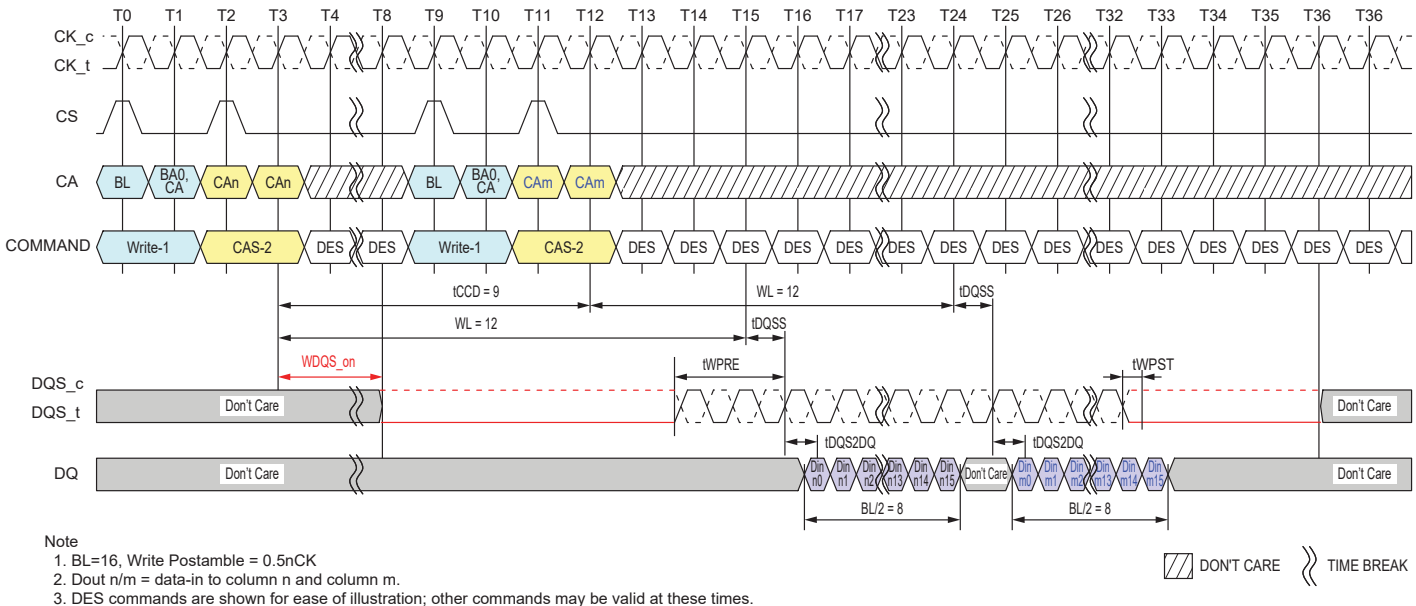 T0 T1 T2 T3 T4 T8 T9 T10 T11 T12 T13 T14 T15 T16 T17 T23 T24 T25 T26 T32 T33 T34 T35 T36 T36
CK_c
CK_t
CS
CA BL BA0, CA CAn CAn BL BA0, CA CAm CAm
COMMAND Write-1 CAS-2 DES DES Write-1 CAS-2 DES DES DES DES DES DES DES DES DES DES DES DES DES DES DES
tCCD = 9 WL = 12 tDQSS
WL = 12 tDQSS
WDQS_on tWPRE tWPST
DQS_c
DQS_t
Don't Care Don't Care
tDQS2DQ tDQS2DQ
DQ Don't Care Din n0 Din n1 Din n2 Din n13 Din n14 Din n15 Don't Care Din m0 Din m1 Din m2 Din m13 Din m14 Din m15 Don't Care
BL/2 = 8 BL/2 = 8
Note
1. BL=16, Write Postamble = 0.5nCK
2. Dout n/m = data-in to column n and column m.
3. DES commands are shown for ease of illustration; other commands may be valid at these times.
DON'T CARE TIME BREAK